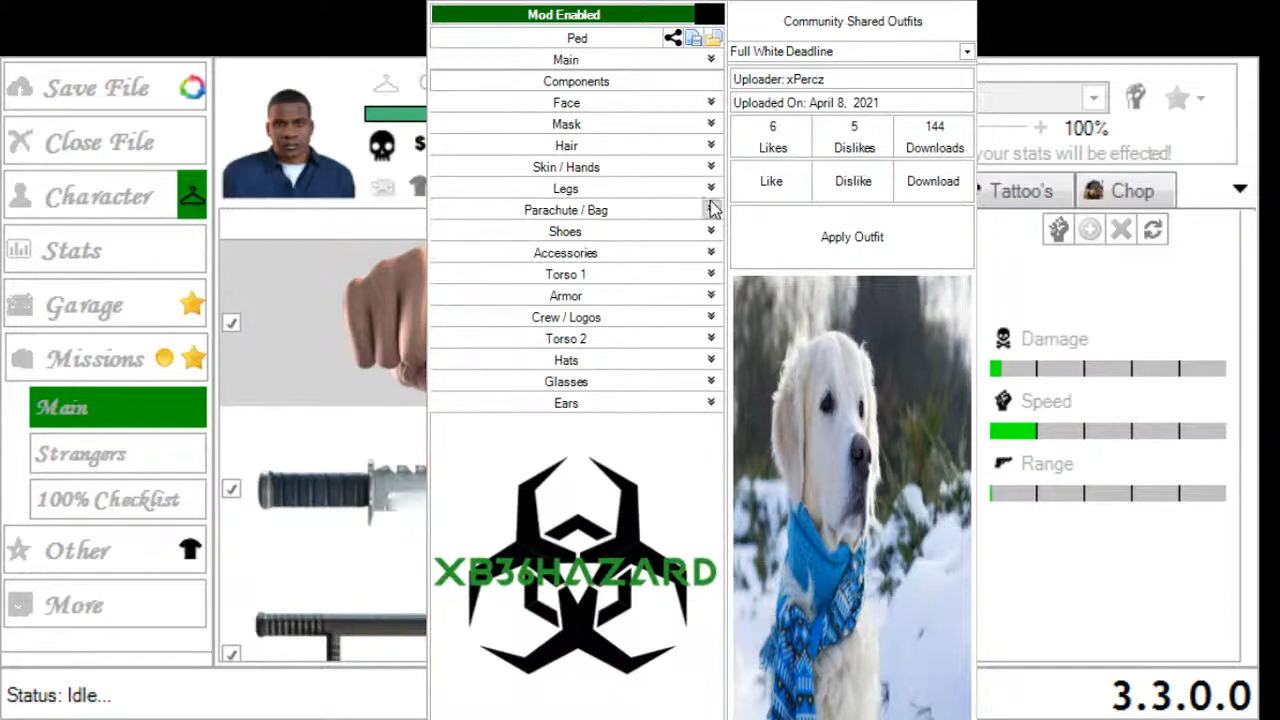 Save File
Close File
Character
Stats
Garage
Missions
Main
Strangers
100% Checklist
Other
More
Status: Idle...
Mod Enabled
Ped
Main
Components
Face
Mask
Hair
Skin / Hands
Legs
Parachute / Bag
Shoes
Accessories
Torso 1
Armor
Crew / Logos
Torso 2
Hats
Glasses
Ears
XB36HAZARD
Community Shared Outfits
Full White Deadline
Uploader: xPercz
Uploaded On: April 8, 2021
6 5 144
Likes Dislikes Downloads
Like Dislike Download
Apply Outfit
100%
your stats will be effected!
Tattoo's Chop
Damage
Speed
Range
3.3.0.0